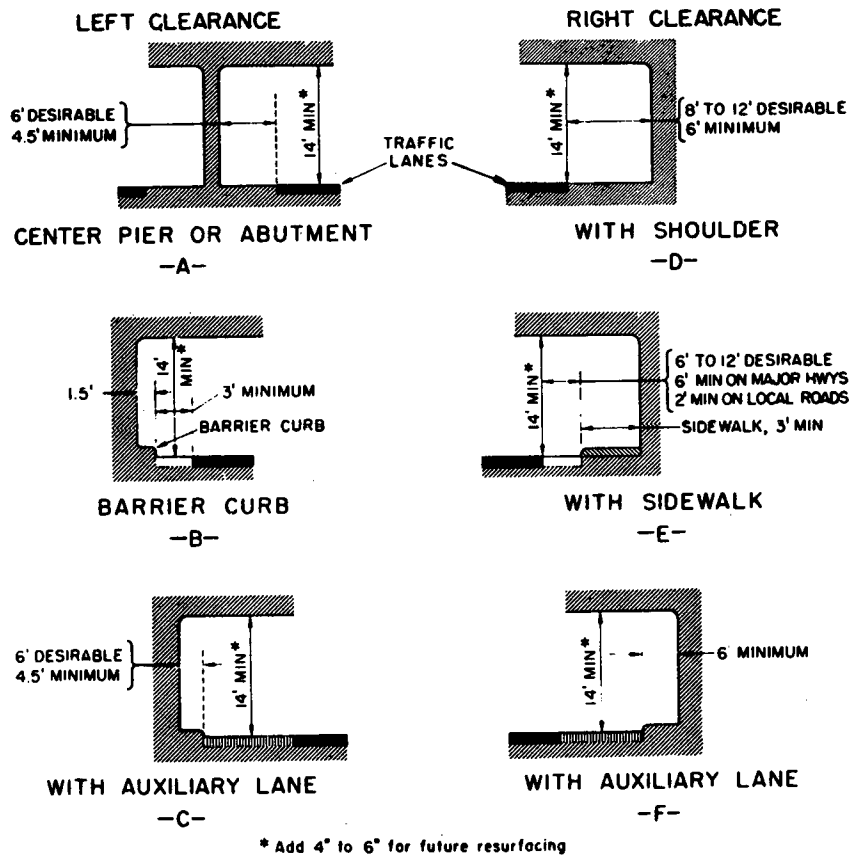 LEFT CLEARANCE
RIGHT CLEARANCE
6' DESIRABLE
4.5' MINIMUM
14' MIN*
TRAFFIC
LANES
14' MIN*
8' TO 12' DESIRABLE
6' MINIMUM
CENTER PIER OR ABUTMENT
-A-
WITH SHOULDER
-D-
1.5'
14'
MIN*
3' MINIMUM
BARRIER CURB
14' MIN*
6' TO 12' DESIRABLE
6' MIN ON MAJOR HWYS
2' MIN ON LOCAL ROADS
SIDEWALK, 3' MIN
BARRIER CURB
-B-
WITH SIDEWALK
-E-
6' DESIRABLE
4.5' MINIMUM
14' MIN*
14' MIN*
6' MINIMUM
WITH AUXILIARY LANE
-C-
WITH AUXILIARY LANE
-F-
* Add 4" to 6" for future resurfacing